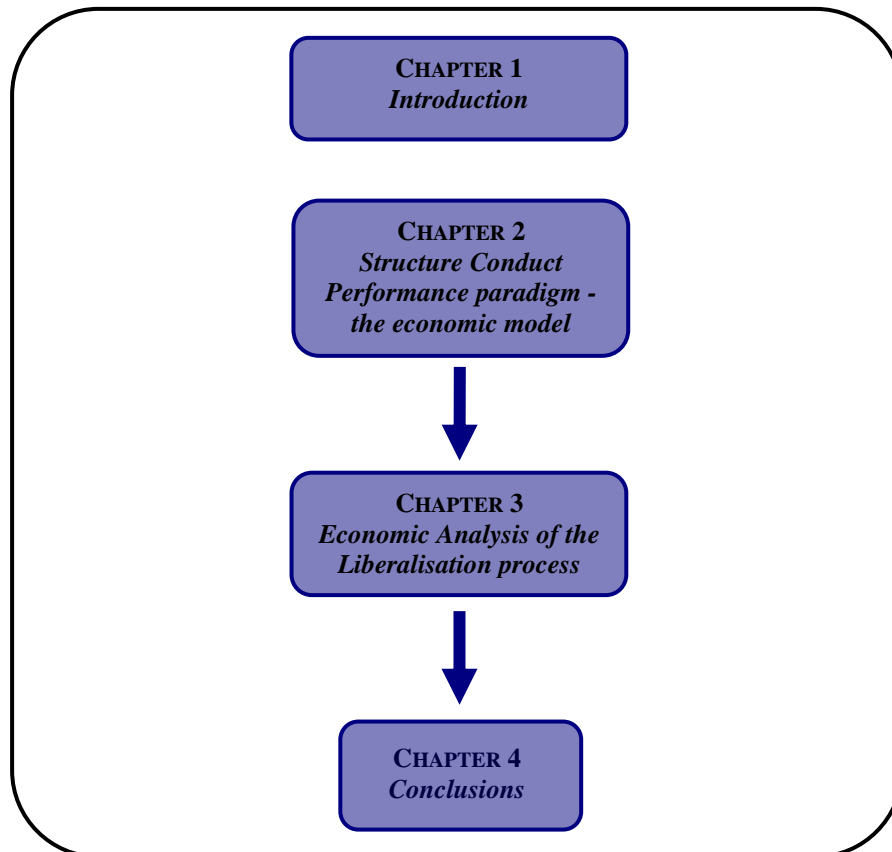 CHAPTER 1
Introduction
CHAPTER 2
Structure Conduct
Performance paradigm -
the economic model
CHAPTER 3
Economic Analysis of the
Liberalisation process
CHAPTER 4
Conclusions